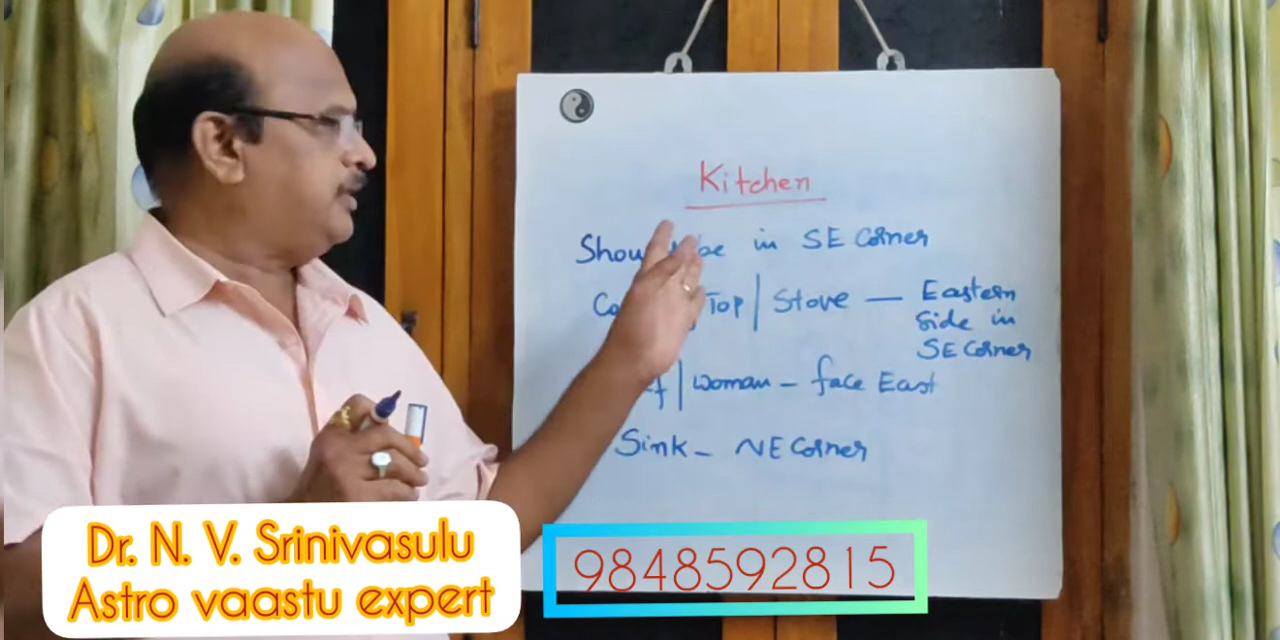 Kitchen
in SE Corner
Top | Stove — Eastern
Side in
SE Corner
| Woman - face East
Sink - NE Corner
Dr. N. V. Srinivasulu
Astro vaastu expert
9848592815